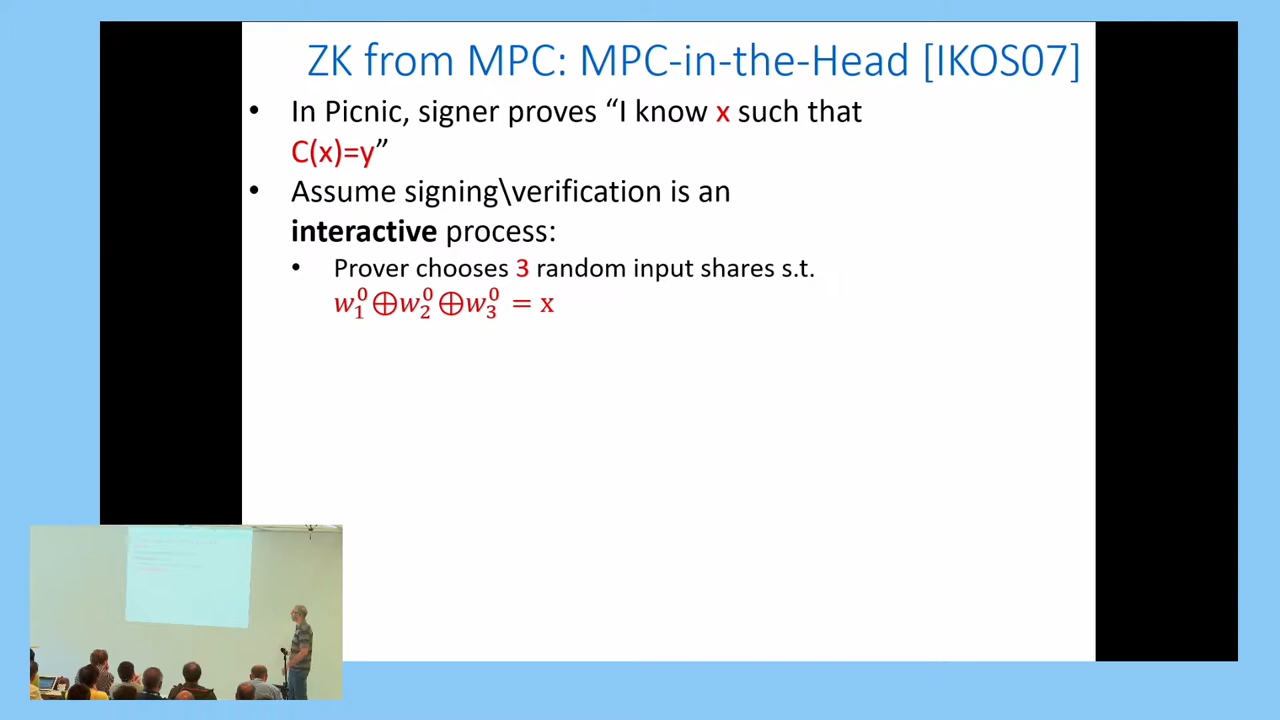 ZK from MPC: MPC-in-the-Head [IKOS07]
• In Picnic, signer proves “I know x such that
C(x)=y”
• Assume signing\verification is an
interactive process:
• Prover chooses 3 random input shares s.t.
w₁⁰⊕w₂⁰⊕w₃⁰ = x